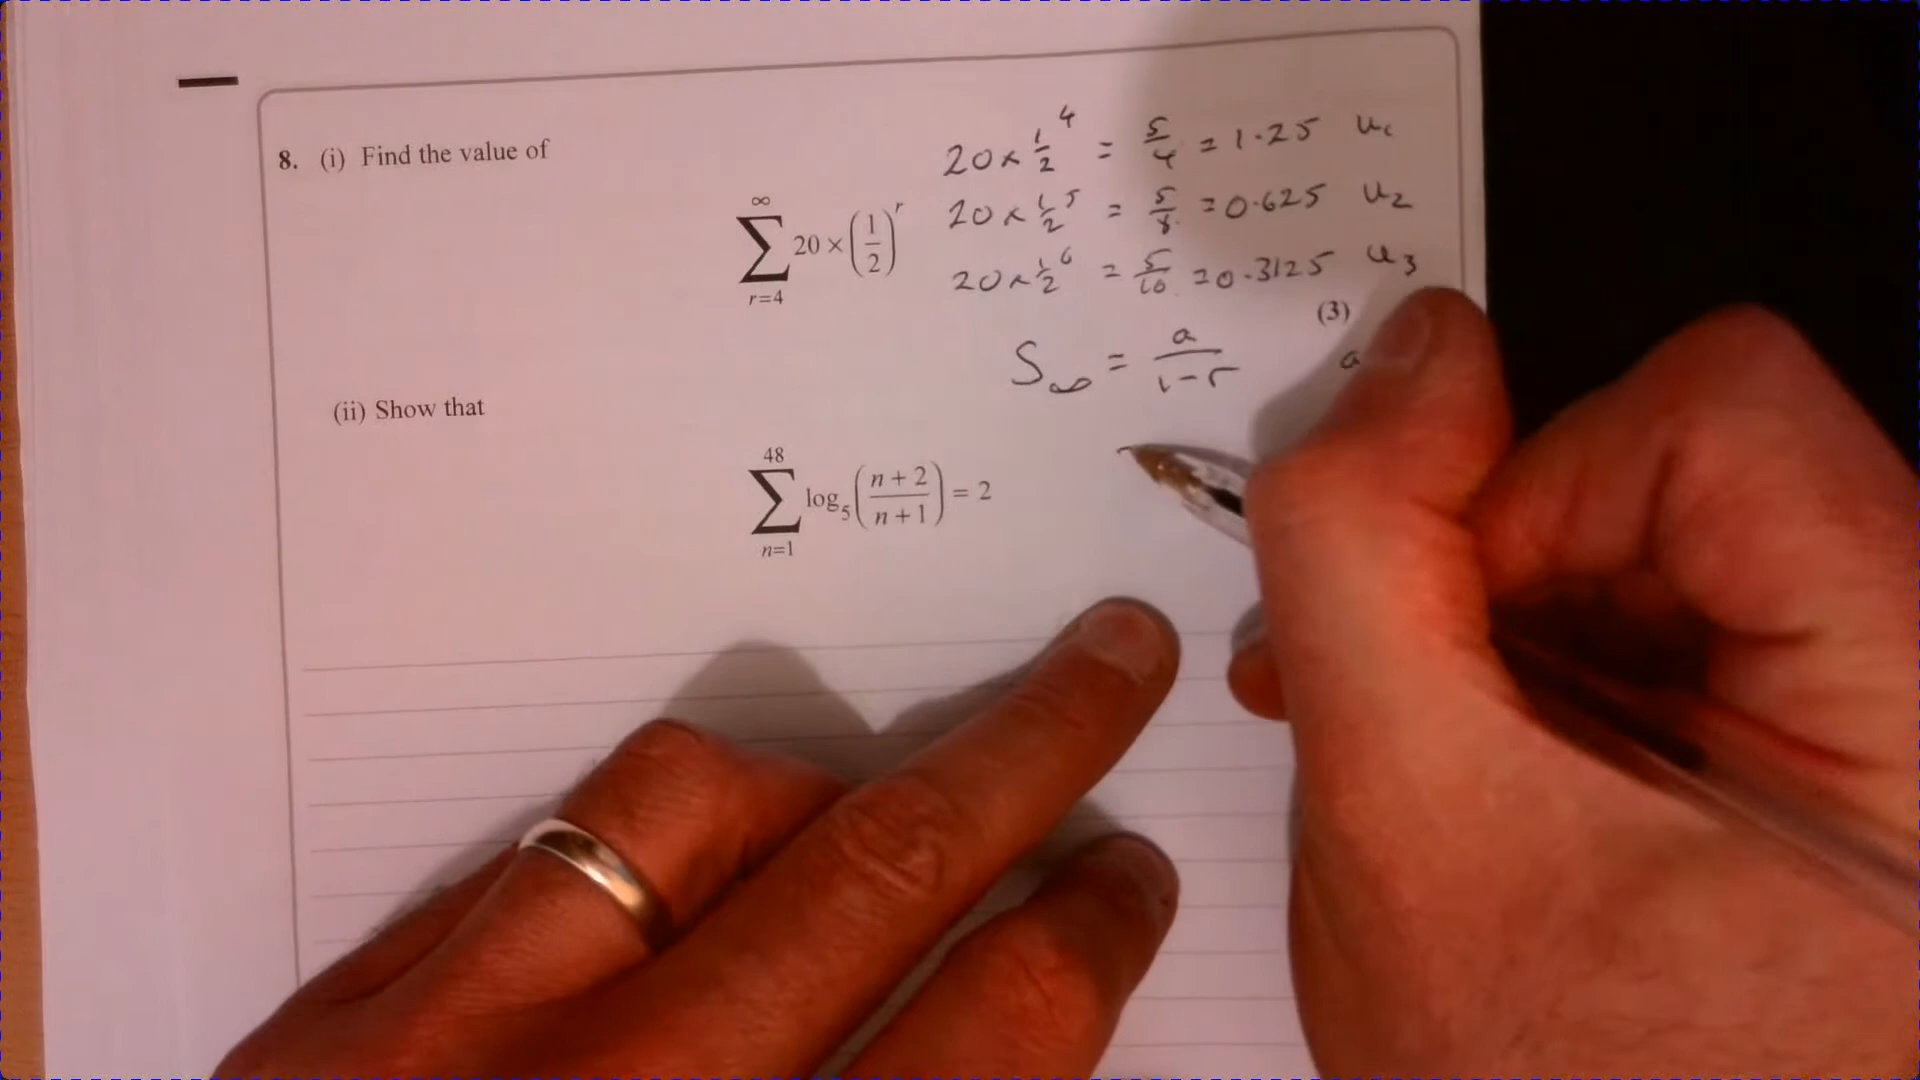 8. (i) Find the value of
∞
∑ 20 × (1/2)^r
r=4
20 × 1/2^4 = 5/4 = 1.25 u1
20 × 1/2^5 = 5/8 = 0.625 u2
20 × 1/2^6 = 5/16 = 0.3125 u3
(3)
S∞ = a/1-r a
(ii) Show that
48
∑ log5 (n + 2 / n + 1) = 2
n=1